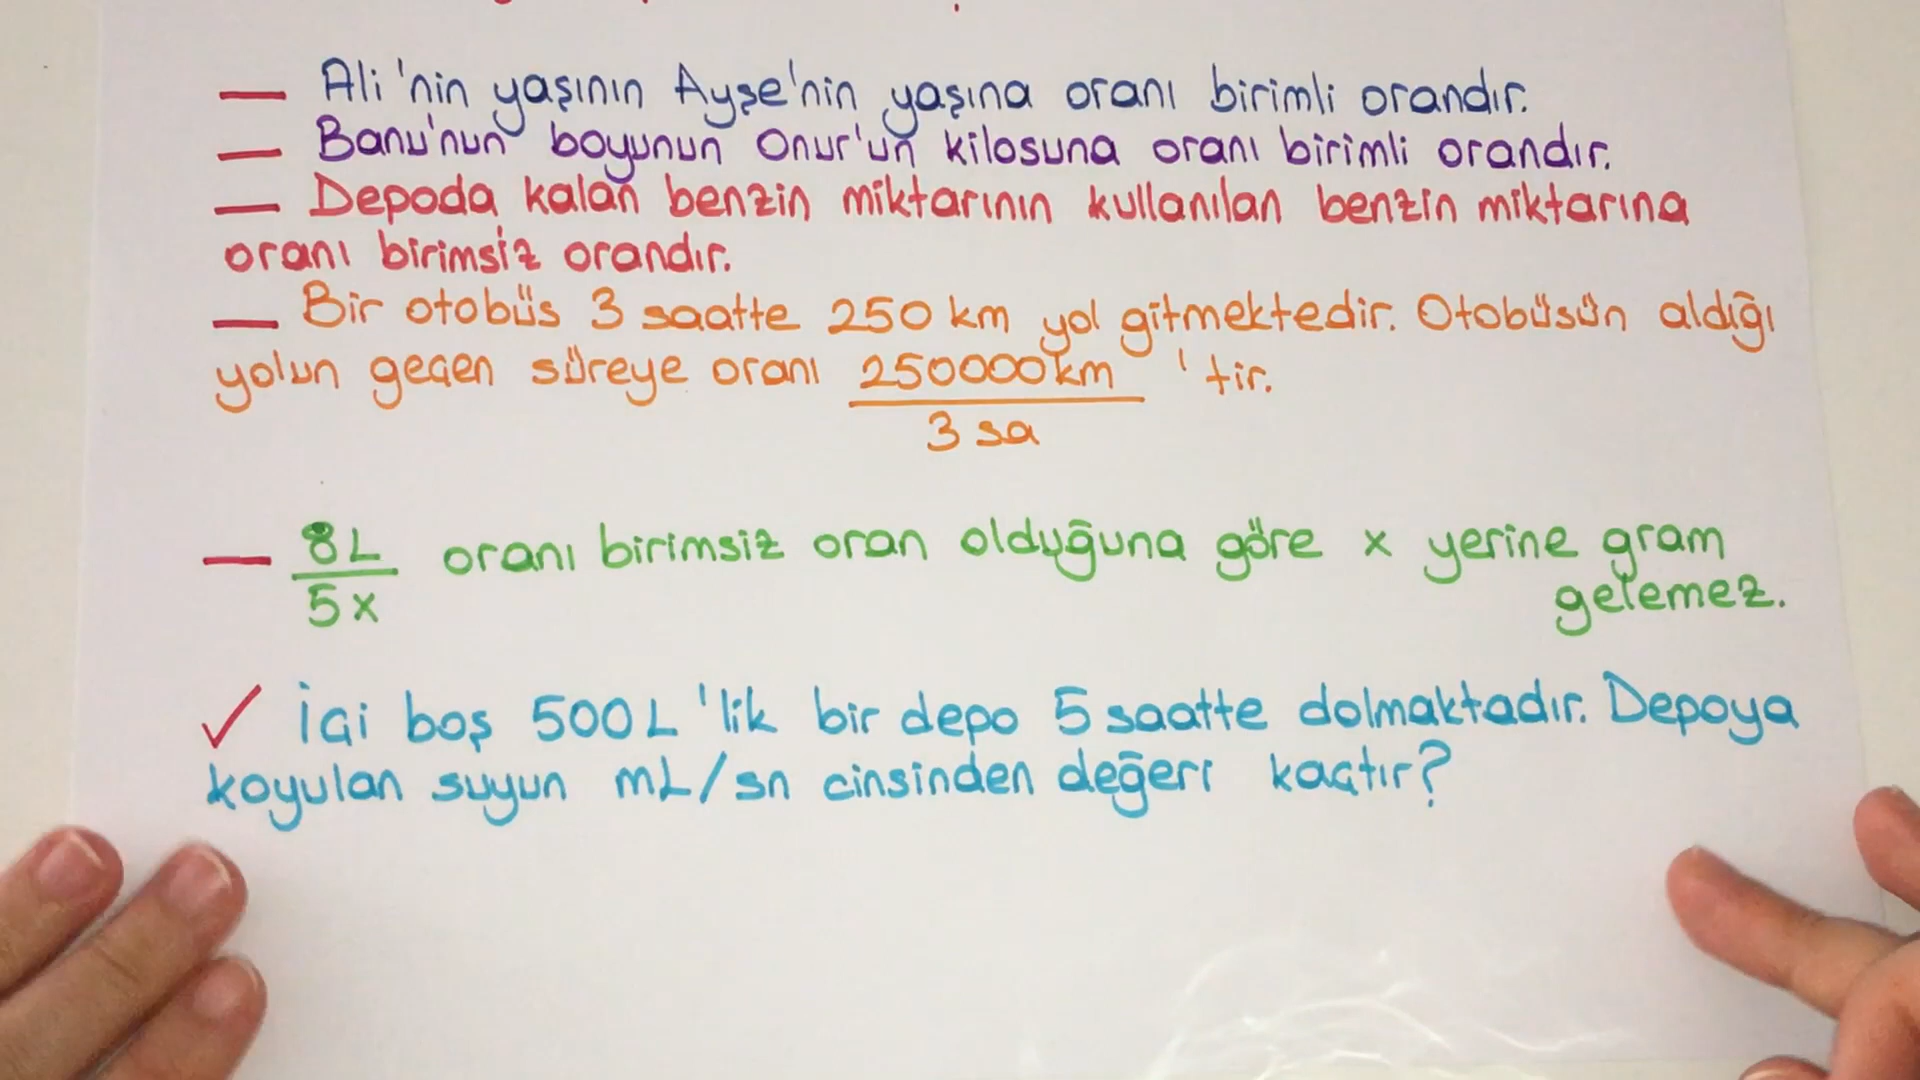 — Ali'nin yaşının Ayşe'nin yaşına oranı birimli orandır.
— Banu'nun boyunun Onur'un kilosuna oranı birimli orandır.
— Depoda kalan benzin miktarının kullanılan benzin miktarına
oranı birimsiz orandır.
— Bir otobüs 3 saatte 250 km yol gitmektedir. Otobüsün aldığı
yolun geçen süreye oranı 250000km 'tir.
3 sa
— 8L oranı birimsiz oran olduğuna göre x yerine gram
5x
gelemez.
✓ İçi boş 500L 'lik bir depo 5 saatte dolmaktadır. Depoya
koyulan suyun mL/sn cinsinden değeri kaçtır?